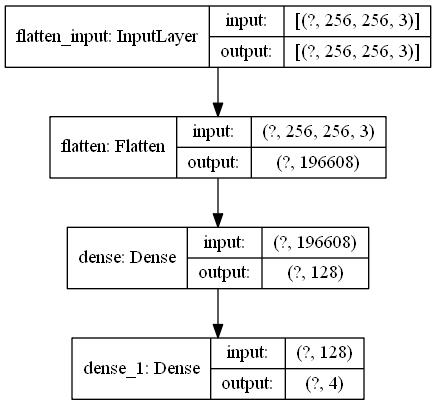 flatten_input: InputLayer
input:
[(?, 256, 256, 3)]
output:
[(?, 256, 256, 3)]
flatten: Flatten
input:
(?, 256, 256, 3)
output:
(?, 196608)
dense: Dense
input:
(?, 196608)
output:
(?, 128)
dense_1: Dense
input:
(?, 128)
output:
(?, 4)